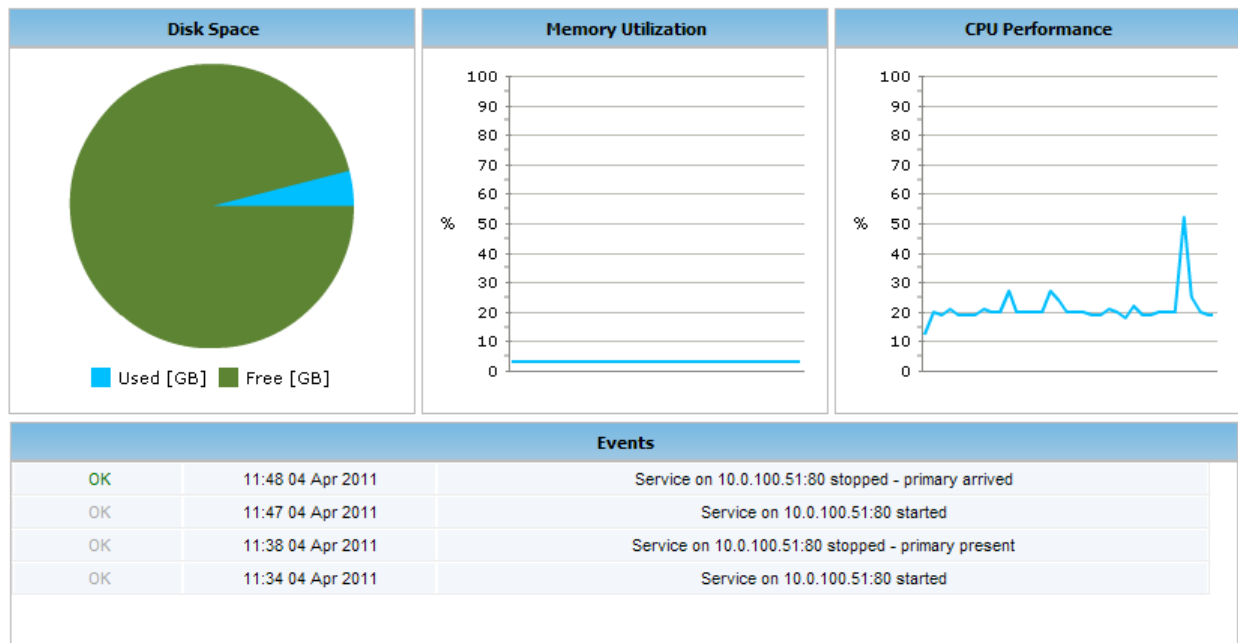 Disk Space
Used [GB] Free [GB]
Memory Utilization
%
100
90
80
70
60
50
40
30
20
10
0
CPU Performance
%
100
90
80
70
60
50
40
30
20
10
0
Events
OK 11:48 04 Apr 2011 Service on 10.0.100.51:80 stopped - primary arrived
OK 11:47 04 Apr 2011 Service on 10.0.100.51:80 started
OK 11:38 04 Apr 2011 Service on 10.0.100.51:80 stopped - primary present
OK 11:34 04 Apr 2011 Service on 10.0.100.51:80 started